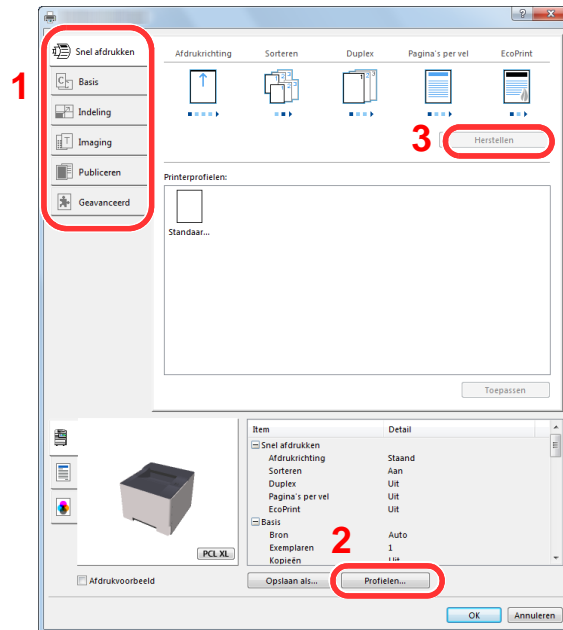 1
Snel afdrukken
Basis
Indeling
Imaging
Publiceren
Geavanceerd
Afdrukrichting Sorteren Duplex Pagina's per vel EcoPrint
3
Herstellen
Printerprofielen:
Standaar...
Toepassen
Item Detail
Snel afdrukken
Afdrukrichting Staand
Sorteren Aan
Duplex Uit
Pagina's per vel Uit
EcoPrint Uit
Basis
Bron Auto
Exemplaren 1
Kopieën Uit
PCL XL
2
Afdrukvoorbeeld
Opslaan als... Profielen...
OK Annuleren